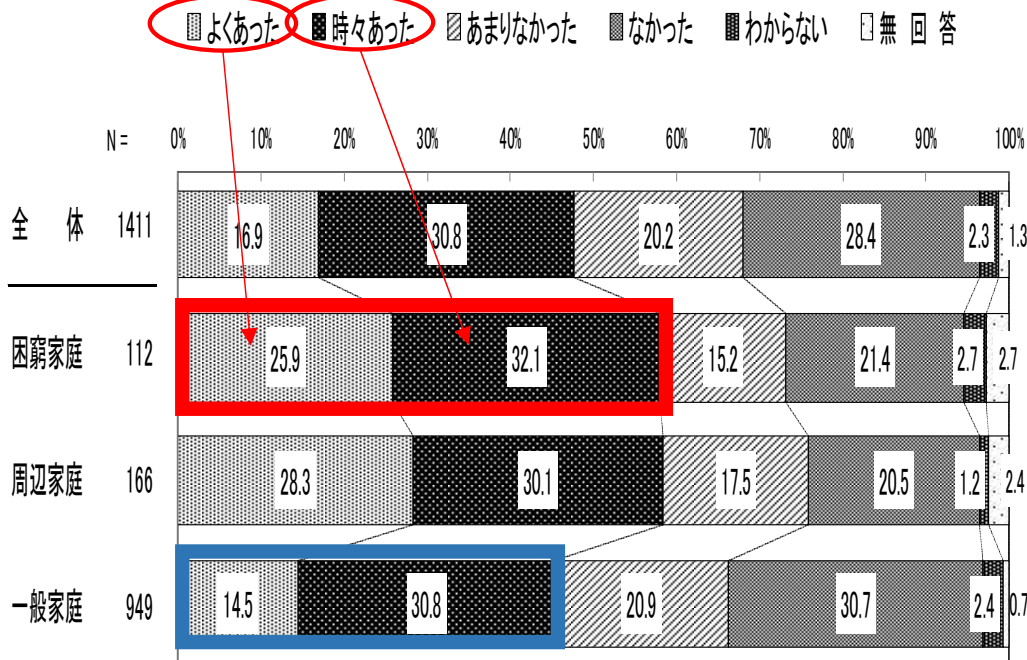 よくあった 時々あった あまりなかった なかった わからない 無 回 答
N= 0% 10% 20% 30% 40% 50% 60% 70% 80% 90% 100%
全 体 1411 16.9 30.8 20.2 28.4 2.3 1.3
困窮家庭 112 25.9 32.1 15.2 21.4 2.7 2.7
周辺家庭 166 28.3 30.1 17.5 20.5 1.2 2.4
一般家庭 949 14.5 30.8 20.9 30.7 2.4 0.7